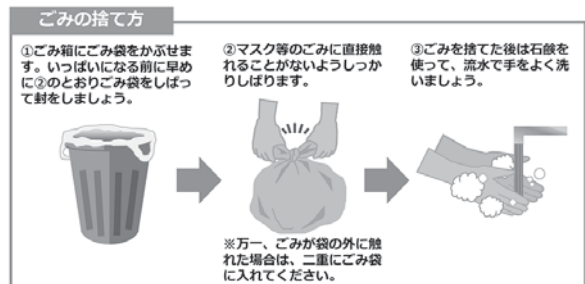 ごみの捨て方
①ごみ箱にごみ袋をかぶせま
す。いっぱいになる前に早め
に②のとおりごみ袋をしばっ
て封をしましょう。
②マスク等のごみに直接触
れることがないようしっか
りしばります。
※万一、ごみが袋の外に触
れた場合は、二重にごみ袋
に入れてください。
③ごみを捨てた後は石鹸を
使って、流水で手をよく洗
いましょう。